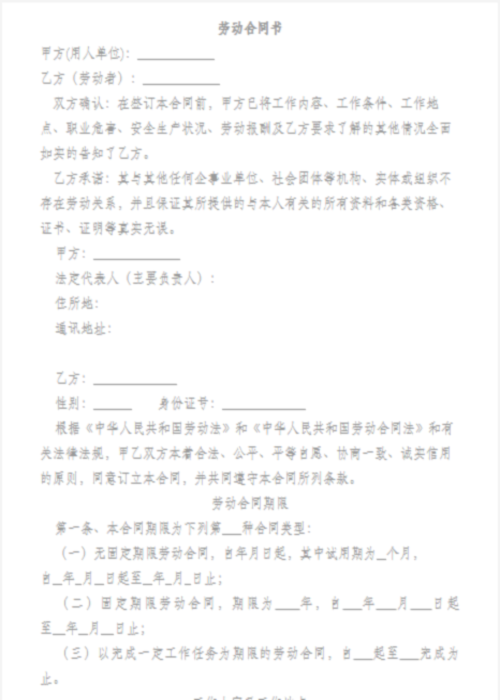 劳动合同书
甲方(用人单位)：___________
乙方（劳动者）：___________
双方确认：在签订本合同前，甲方已将工作内容、工作条件、工作地
点、职业危害、安全生产状况、劳动报酬及乙方要求了解的其他情况全面
如实的告知了乙方。
乙方承诺：其与其他任何企事业单位、社会团体等机构、实体或组织不
存在劳动关系，并且保证其所提供的与本人有关的所有资料和各类资格、
证书、证明等真实无误。
甲方：____________
法定代表人（主要负责人）：
住所地：
通讯地址：
乙方：____________
性别：_____ 身份证号：____________
根据《中华人民共和国劳动法》和《中华人民共和国劳动合同法》和有
关法律法规，甲乙双方本着合法、公平、平等自愿、协商一致、诚实信用
的原则，同意订立本合同，并共同遵守本合同所列条款。
劳动合同期限
第一条、本合同期限为下列第___种合同类型：
（一）无固定期限劳动合同，自年月日起，其中试用期为_个月，
自_年_月_日起至_年_月_日止；
（二）固定期限劳动合同，期限为___年，自___年___月___日起
至_年_月_日止；
（三）以完成一定工作任务为期限的劳动合同，自___起至___完成为
止。